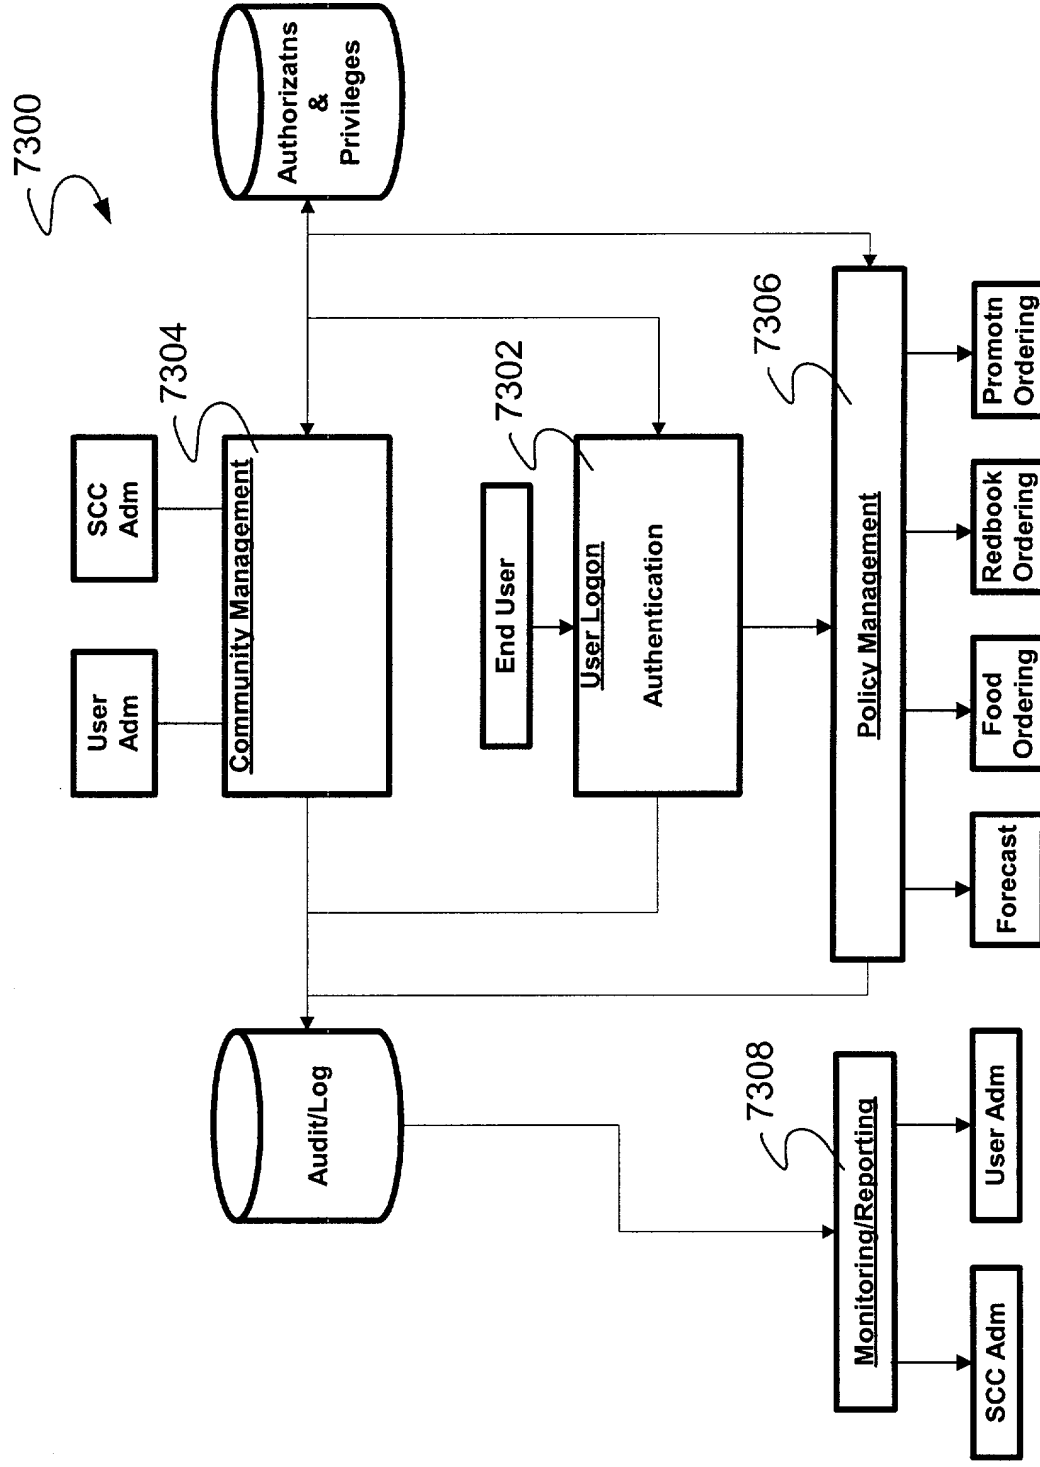 7300
User
Adm
SCC
Adm
7304
Community Management
Audit/Log
Authorizatns
&
Privileges
End User
7302
User Logon
Authentication
7308
Monitoring/Reporting
7306
Policy Management
SCC Adm
User Adm
Forecast
Food
Ordering
Redbook
Ordering
Promotn
Ordering